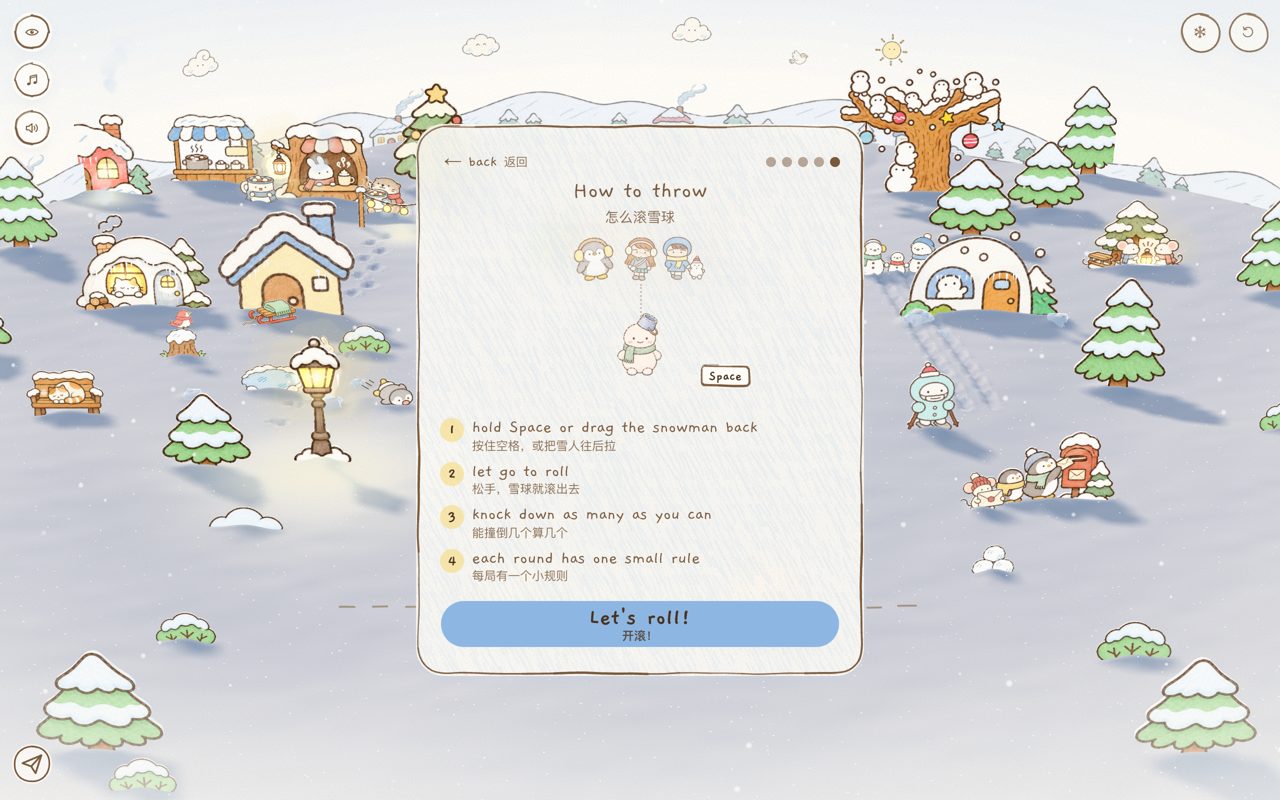 ← back 返回
How to throw
怎么滚雪球
Space
1 hold Space or drag the snowman back
按住空格，或把雪人往后拉
2 let go to roll
松手，雪球就滚出去
3 knock down as many as you can
能撞倒几个算几个
4 each round has one small rule
每局有一个小规则
Let's roll!
开滚！